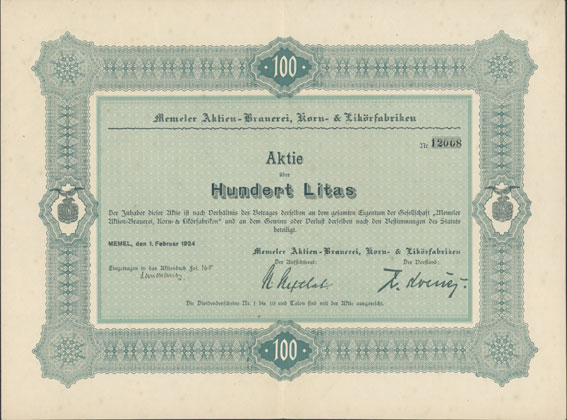 100
Memeler Aktien-Brauerei, Korn- & Likörfabriken
Nr. 12068
Aktie
über
Hundert Litas
Der Inhaber dieser Aktie ist nach Verhältnis des Betrages derselben an dem gesamten Eigentum der Gesellschaft „Memeler
Aktien-Brauerei, Korn- & Likörfabriken" und an dem Gewinn oder Verlust derselben nach den Bestimmungen des Statuts
beteiligt.
MEMEL, den 1. Februar 1924
Memeler Aktien-Brauerei, Korn- & Likörfabriken
Der Aufsichtsrat:
Der Vorstand:
Eingetragen in das Aktienbuch Fol.
Die Dividendenscheine Nr. 1 bis 10 und Talon sind mit der Aktie ausgereicht.
100